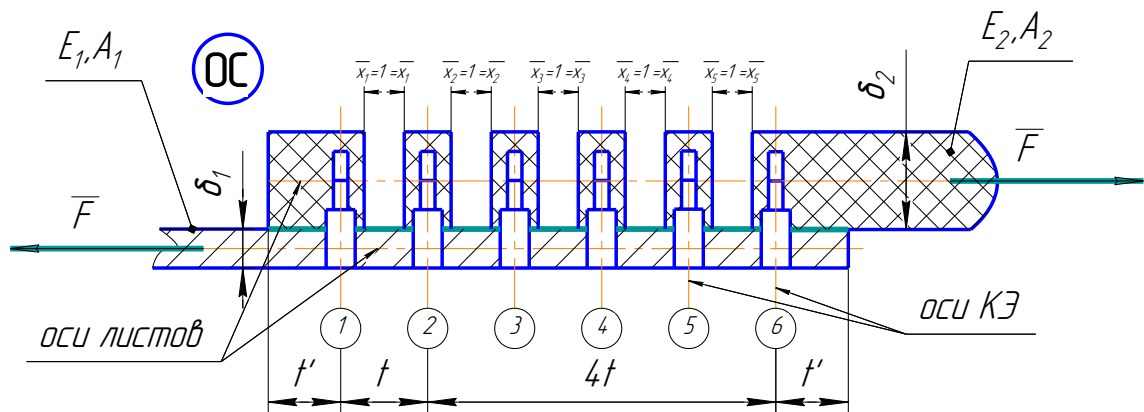 E₁,A₁
ОС
x̅₁=1=x̅₁
x̅₂=1=x̅₂
x̅₃=1=x̅₃
x̅₄=1=x̅₄
x̅₅=1=x̅₅
E₂,A₂
δ₂
F̅
δ₁
F̅
оси листов
1
2
3
4
5
6
оси КЭ
t'
t
4t
t'